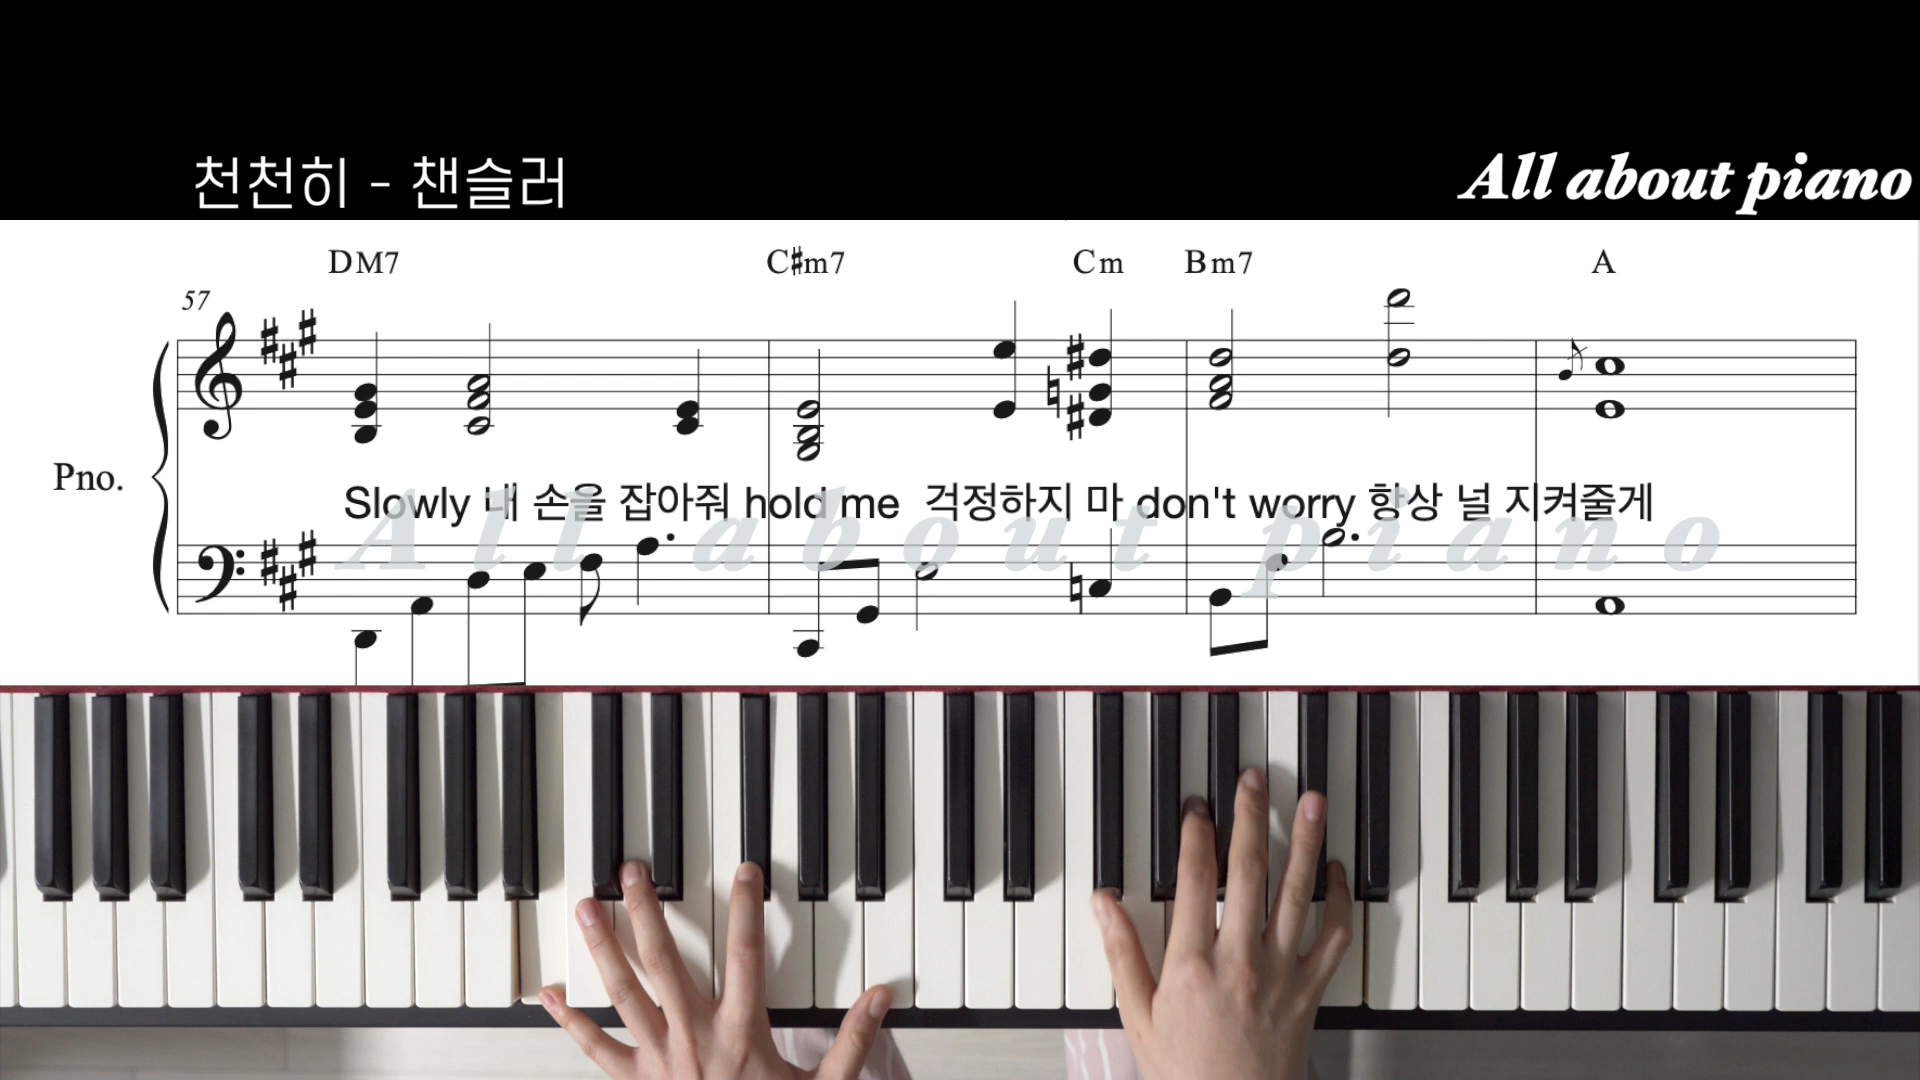 천천히 - 챈슬러
All about piano
DM7 C#m7 Cm Bm7 A
57
Pno.
Slowly 내 손을 잡아줘 hold me 걱정하지 마 don't worry 항상 널 지켜줄게
All about piano